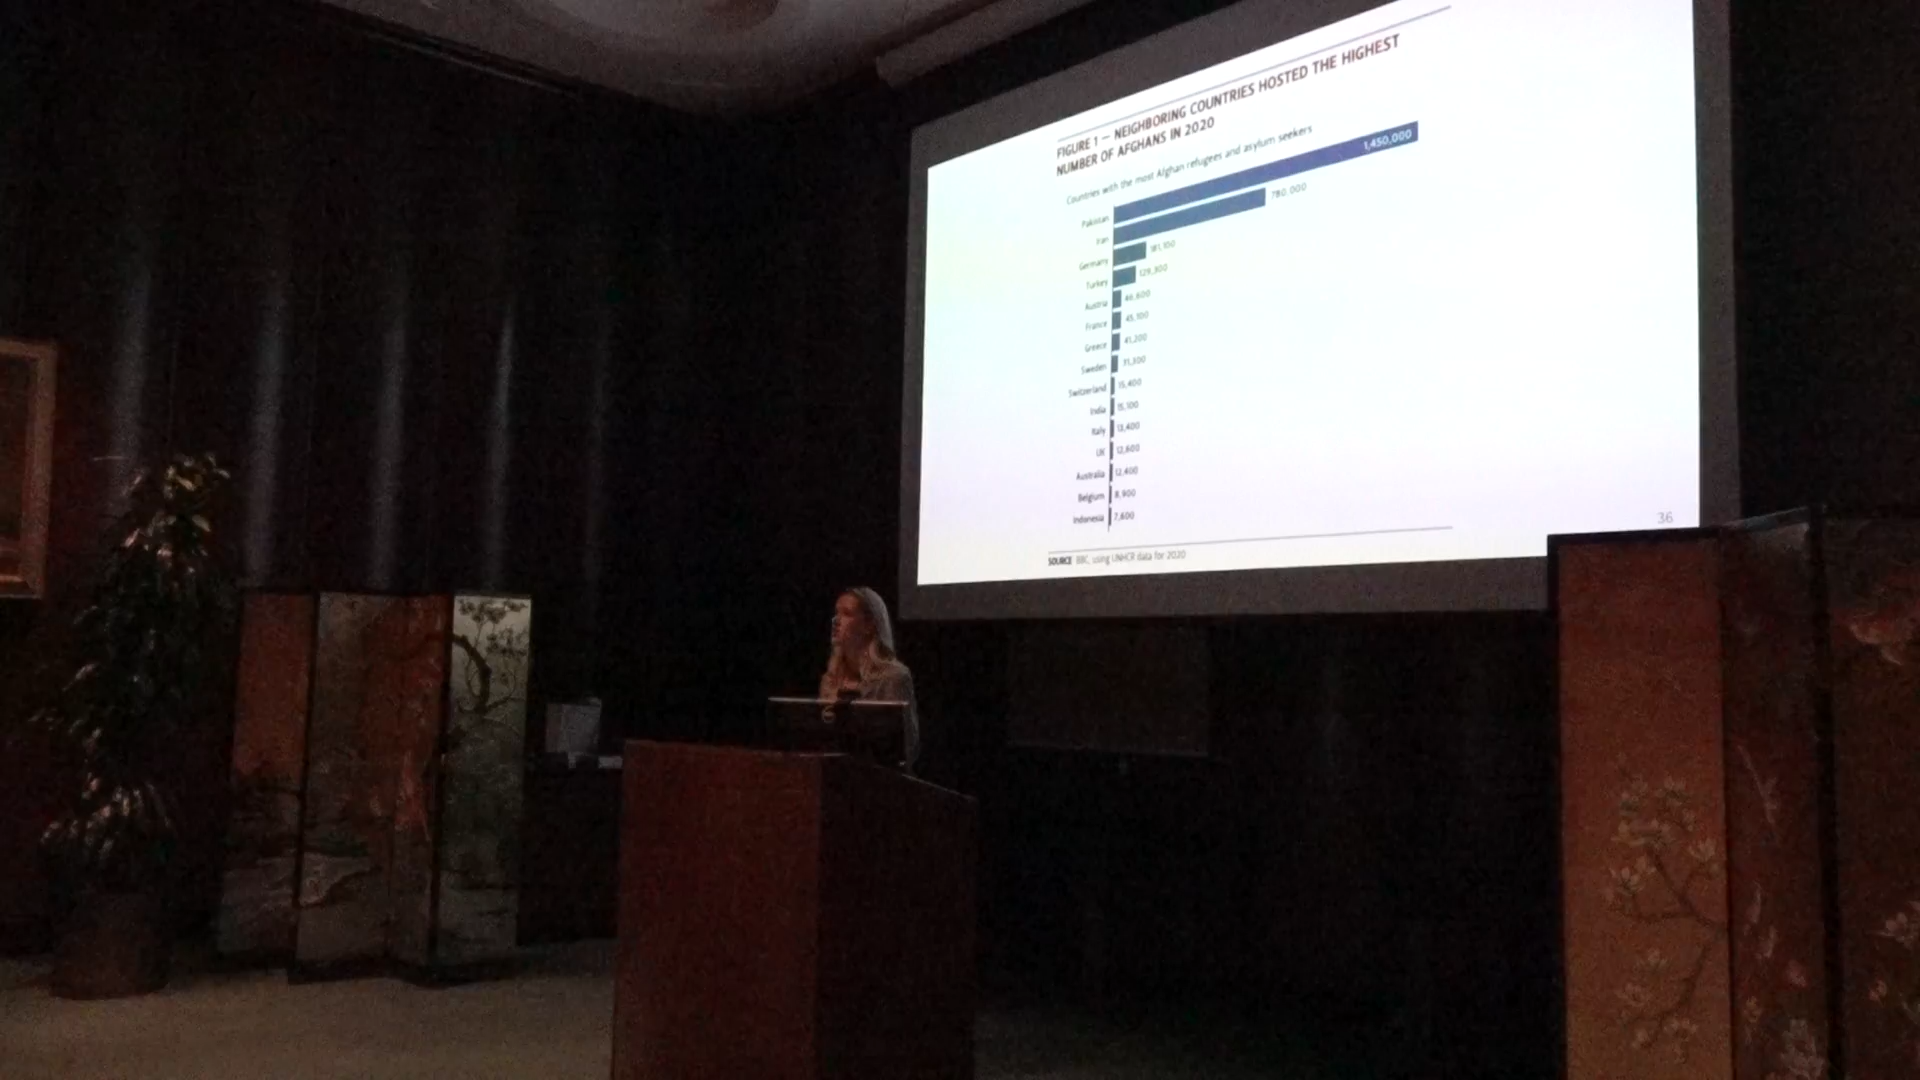 FIGURE 1 — NEIGHBORING COUNTRIES HOSTED THE HIGHEST
NUMBER OF AFGHANS IN 2020
Countries with the most Afghan refugees and asylum seekers
Pakistan 1,450,000
Iran 780,000
Germany 181,100
Turkey 129,300
Austria 46,600
France 45,100
Greece 41,200
Sweden 31,300
Switzerland 15,400
India 15,100
Italy 13,400
UK 12,600
Australia 12,400
Belgium 8,900
Indonesia 7,600
SOURCE BBC, using UNHCR data for 2020
36